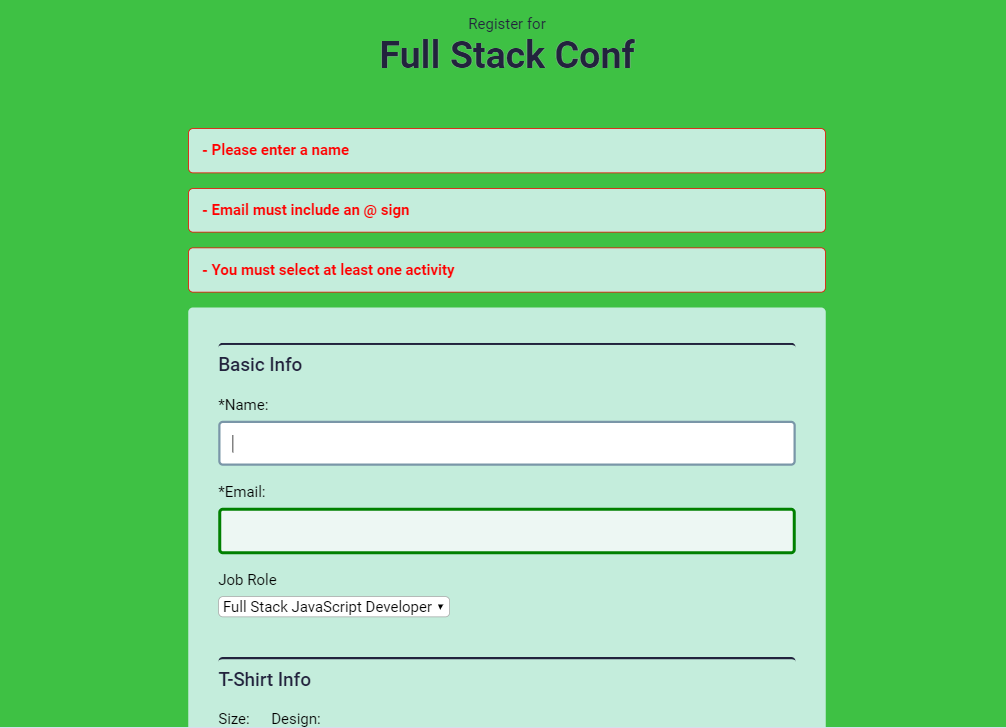 Register for
Full Stack Conf
- Please enter a name
- Email must include an @ sign
- You must select at least one activity
Basic Info
*Name:
*Email:
Job Role
Full Stack JavaScript Developer
T-Shirt Info
Size: Design: